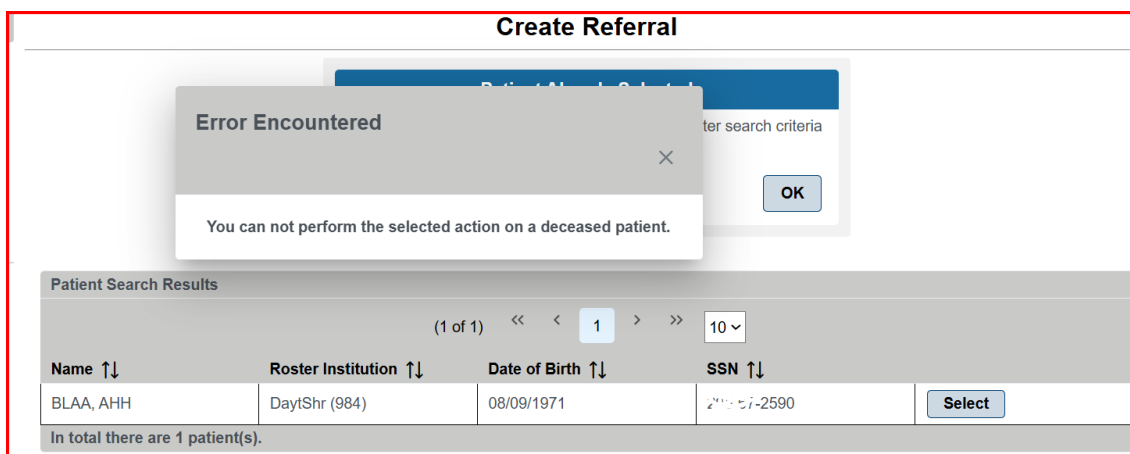 Create Referral
Error Encountered
ter search criteria
OK
You can not perform the selected action on a deceased patient.
Patient Search Results
(1 of 1) « ‹ 1 › » 10
Name ↑↓ Roster Institution ↑↓ Date of Birth ↑↓ SSN ↑↓
BLAA, AHH DaytShr (984) 08/09/1971 -2590 Select
In total there are 1 patient(s).